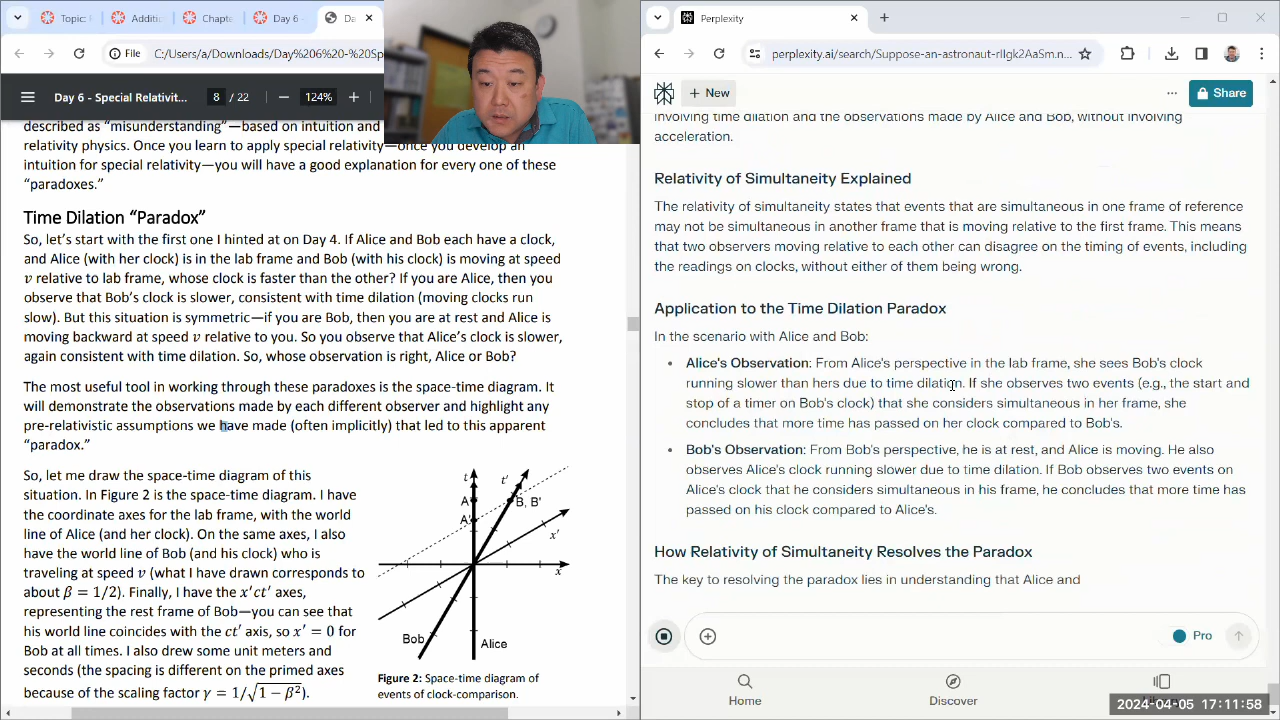 Topic:
Additi
Chapte
Day 6 -
Da
File
C:/Users/a/Downloads/Day%206%20-%20Sp
Day 6 - Special Relativit...
8 / 22
124%
described as “misunderstanding”—based on intuition and
relativity physics. Once you learn to apply special relativity—once you develop an
intuition for special relativity—you will have a good explanation for every one of these
“paradoxes.”
Time Dilation “Paradox”
So, let’s start with the first one I hinted at on Day 4. If Alice and Bob each have a clock,
and Alice (with her clock) is in the lab frame and Bob (with his clock) is moving at speed
v relative to lab frame, whose clock is faster than the other? If you are Alice, then you
observe that Bob’s clock is slower, consistent with time dilation (moving clocks run
slow). But this situation is symmetric—if you are Bob, then you are at rest and Alice is
moving backward at speed v relative to you. So you observe that Alice’s clock is slower,
again consistent with time dilation. So, whose observation is right, Alice or Bob?
The most useful tool in working through these paradoxes is the space-time diagram. It
will demonstrate the observations made by each different observer and highlight any
pre-relativistic assumptions we have made (often implicitly) that led to this apparent
“paradox.”
So, let me draw the space-time diagram of this
situation. In Figure 2 is the space-time diagram. I have
the coordinate axes for the lab frame, with the world
line of Alice (and her clock). On the same axes, I also
have the world line of Bob (and his clock) who is
traveling at speed v (what I have drawn corresponds to
about β = 1/2). Finally, I have the x′ct′ axes,
representing the rest frame of Bob—you can see that
his world line coincides with the ct′ axis, so x′ = 0 for
Bob at all times. I also drew some unit meters and
seconds (the spacing is different on the primed axes
because of the scaling factor γ = 1/√1 − β²).
t
t'
A
B, B'
A'
x'
x
Bob
Alice
Figure 2: Space-time diagram of
events of clock-comparison.
Perplexity
perplexity.ai/search/Suppose-an-astronaut-rIIgk2AaSm.n...
New
Share
involving time dilation and the observations made by Alice and Bob, without involving
acceleration.
Relativity of Simultaneity Explained
The relativity of simultaneity states that events that are simultaneous in one frame of reference
may not be simultaneous in another frame that is moving relative to the first frame. This means
that two observers moving relative to each other can disagree on the timing of events, including
the readings on clocks, without either of them being wrong.
Application to the Time Dilation Paradox
In the scenario with Alice and Bob:
• Alice's Observation: From Alice's perspective in the lab frame, she sees Bob's clock
running slower than hers due to time dilation. If she observes two events (e.g., the start and
stop of a timer on Bob's clock) that she considers simultaneous in her frame, she
concludes that more time has passed on her clock compared to Bob's.
• Bob's Observation: From Bob's perspective, he is at rest, and Alice is moving. He also
observes Alice's clock running slower due to time dilation. If Bob observes two events on
Alice's clock that he considers simultaneous in his frame, he concludes that more time has
passed on his clock compared to Alice's.
How Relativity of Simultaneity Resolves the Paradox
The key to resolving the paradox lies in understanding that Alice and
Pro
Home
Discover
2024-04-05 17:11:58